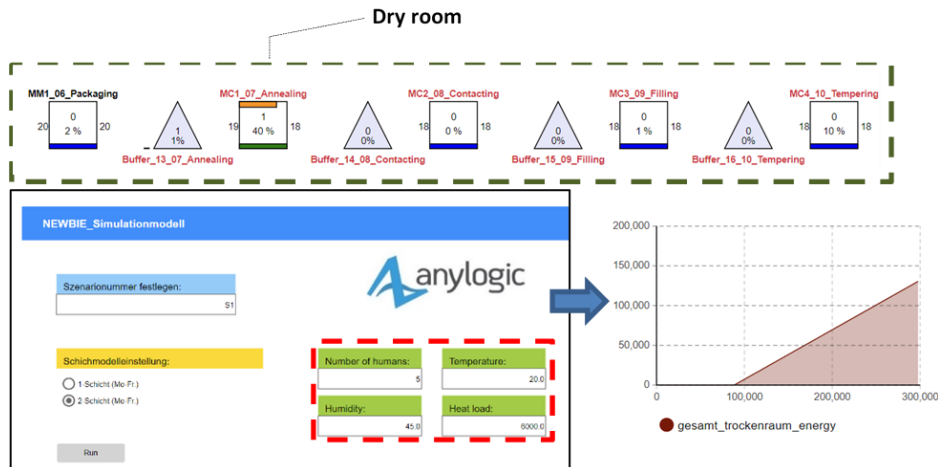 Dry room
MM1_06_Packaging
MC1_07_Annealing
MC2_08_Contacting
MC3_09_Filling
MC4_10_Tempering
20
0
2 %
20
1
1%
19
1
40 %
18
0
0%
18
0
0 %
18
0
0%
18
0
1 %
18
0
0%
18
0
10 %
18
Buffer_13_07_Annealing
Buffer_14_08_Contacting
Buffer_15_09_Filling
Buffer_16_10_Tempering
NEWBIE_Simulationmodell
Szenarionummer festlegen:
S1
anylogic
Schichmodelleinstellung:
1-Schicht (Mo-Fr.)
2-Schicht (Mo-Fr.)
Number of humans:
5
Temperature:
20.0
Humidity:
45.0
Heat load:
6000.0
Run
200,000
150,000
100,000
50,000
0
0
100,000
200,000
300,000
gesamt_trockenraum_energy